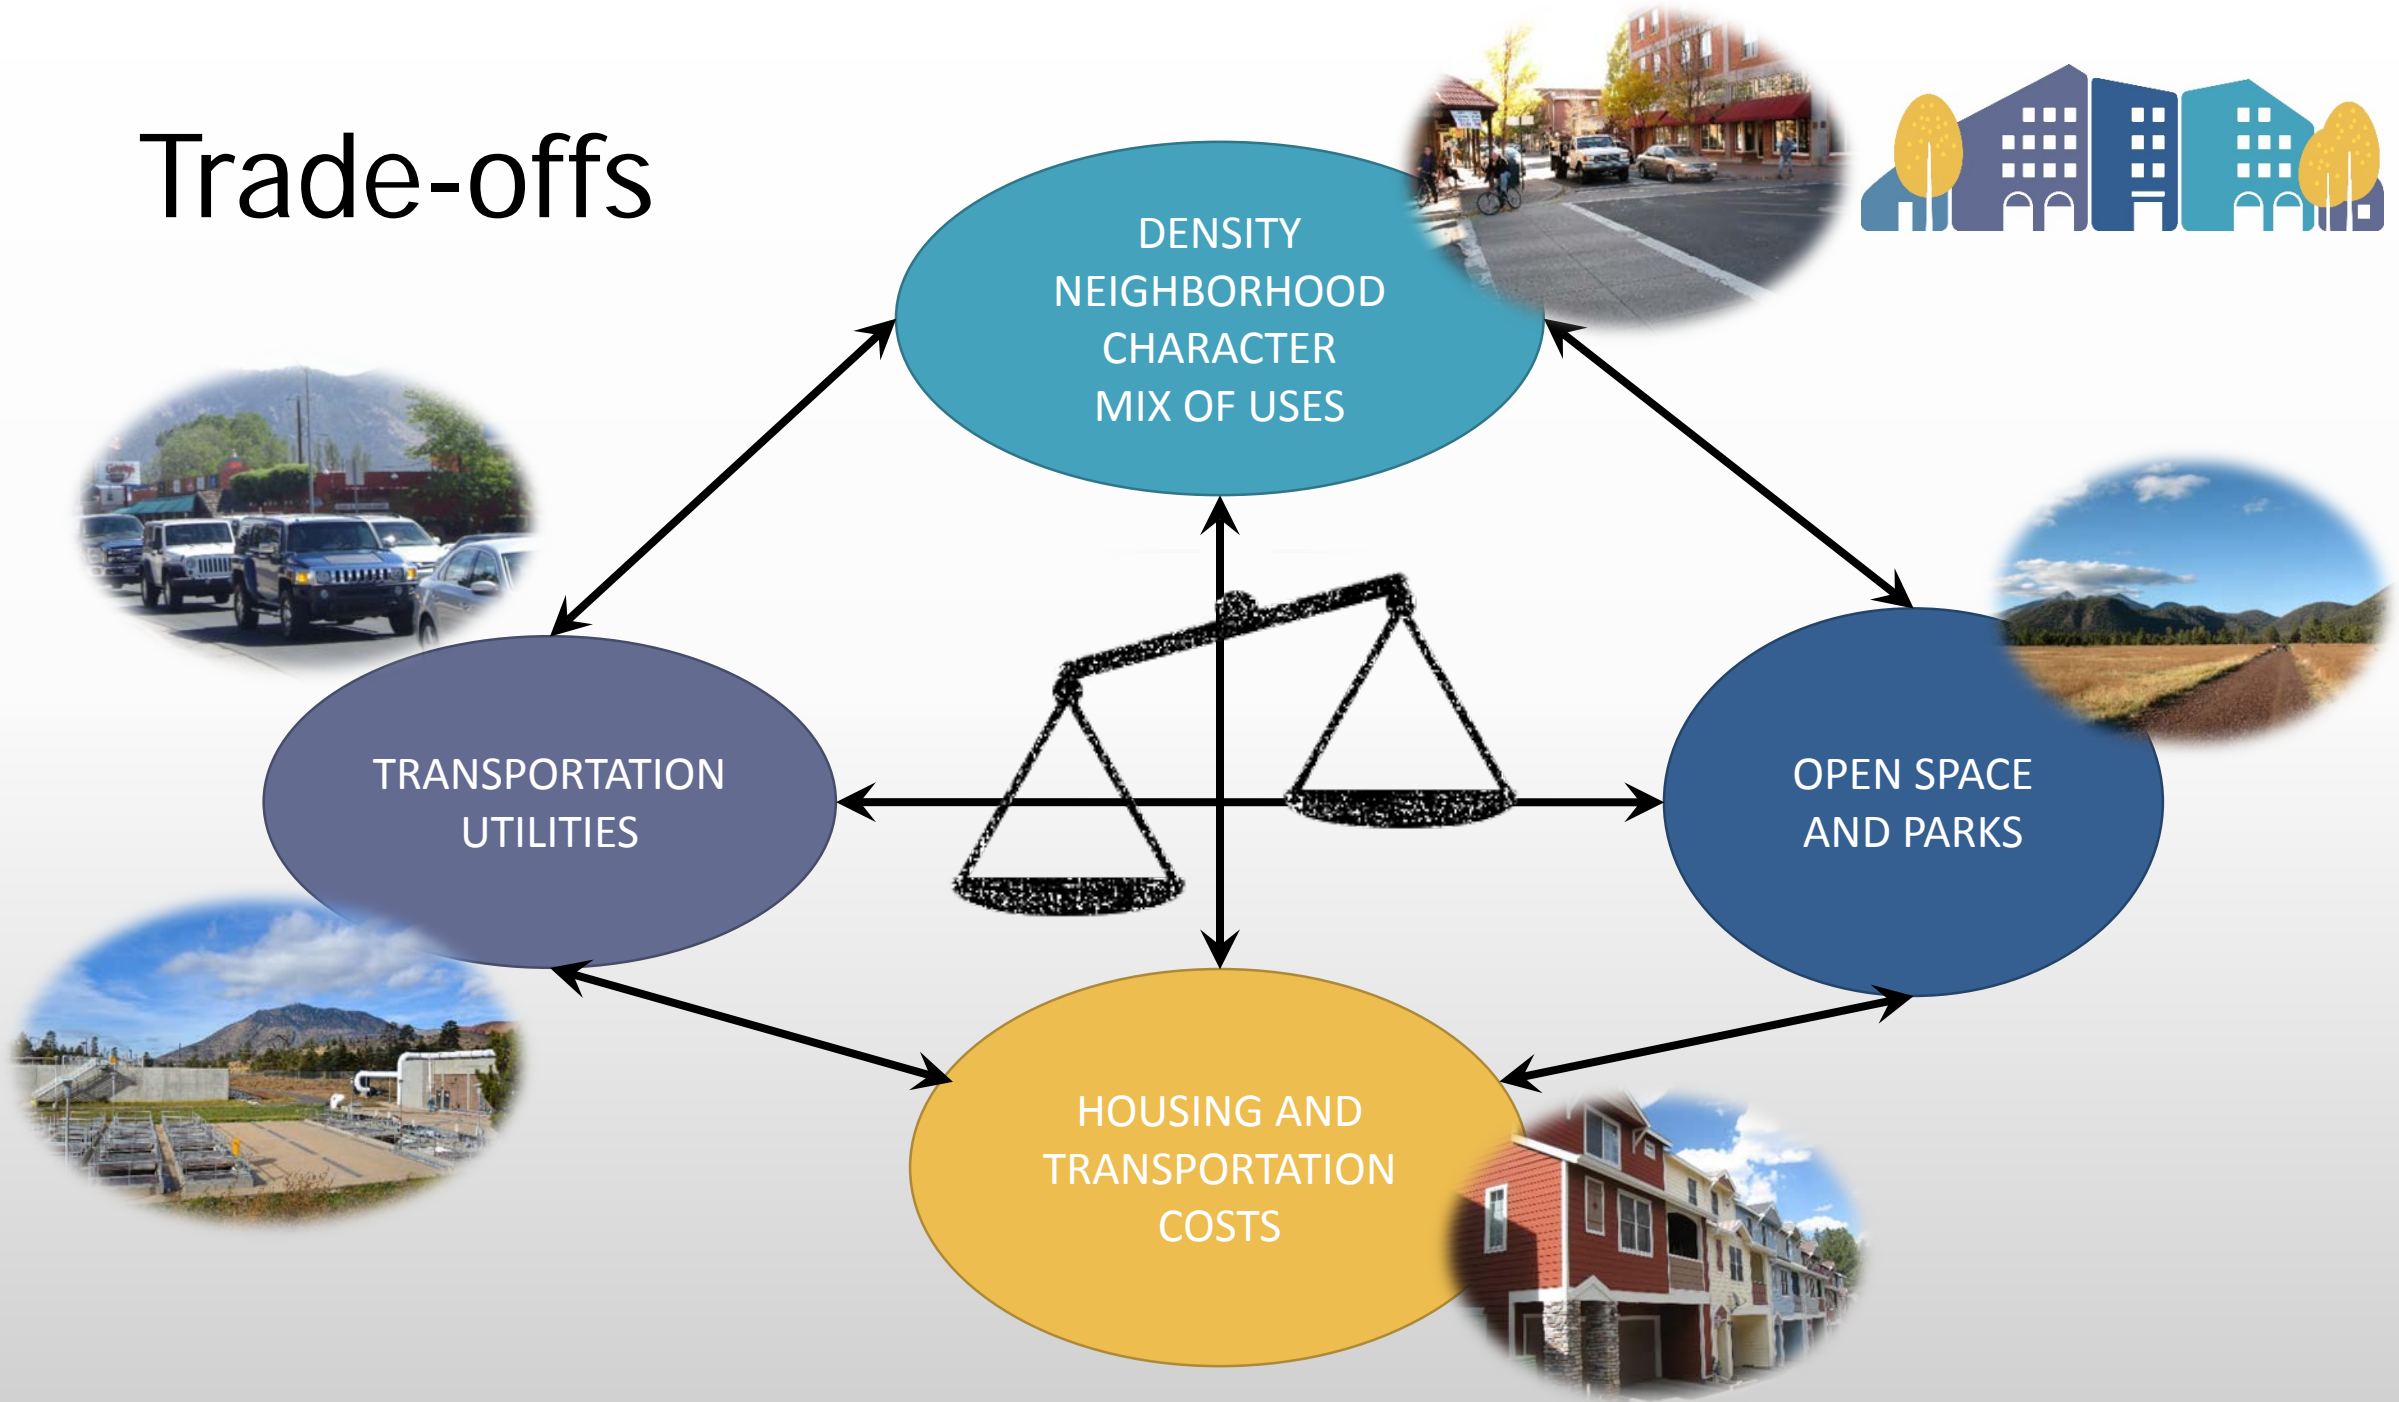 Trade-offs
DENSITY
NEIGHBORHOOD
CHARACTER
MIX OF USES
TRANSPORTATION
UTILITIES
OPEN SPACE
AND PARKS
HOUSING AND
TRANSPORTATION
COSTS